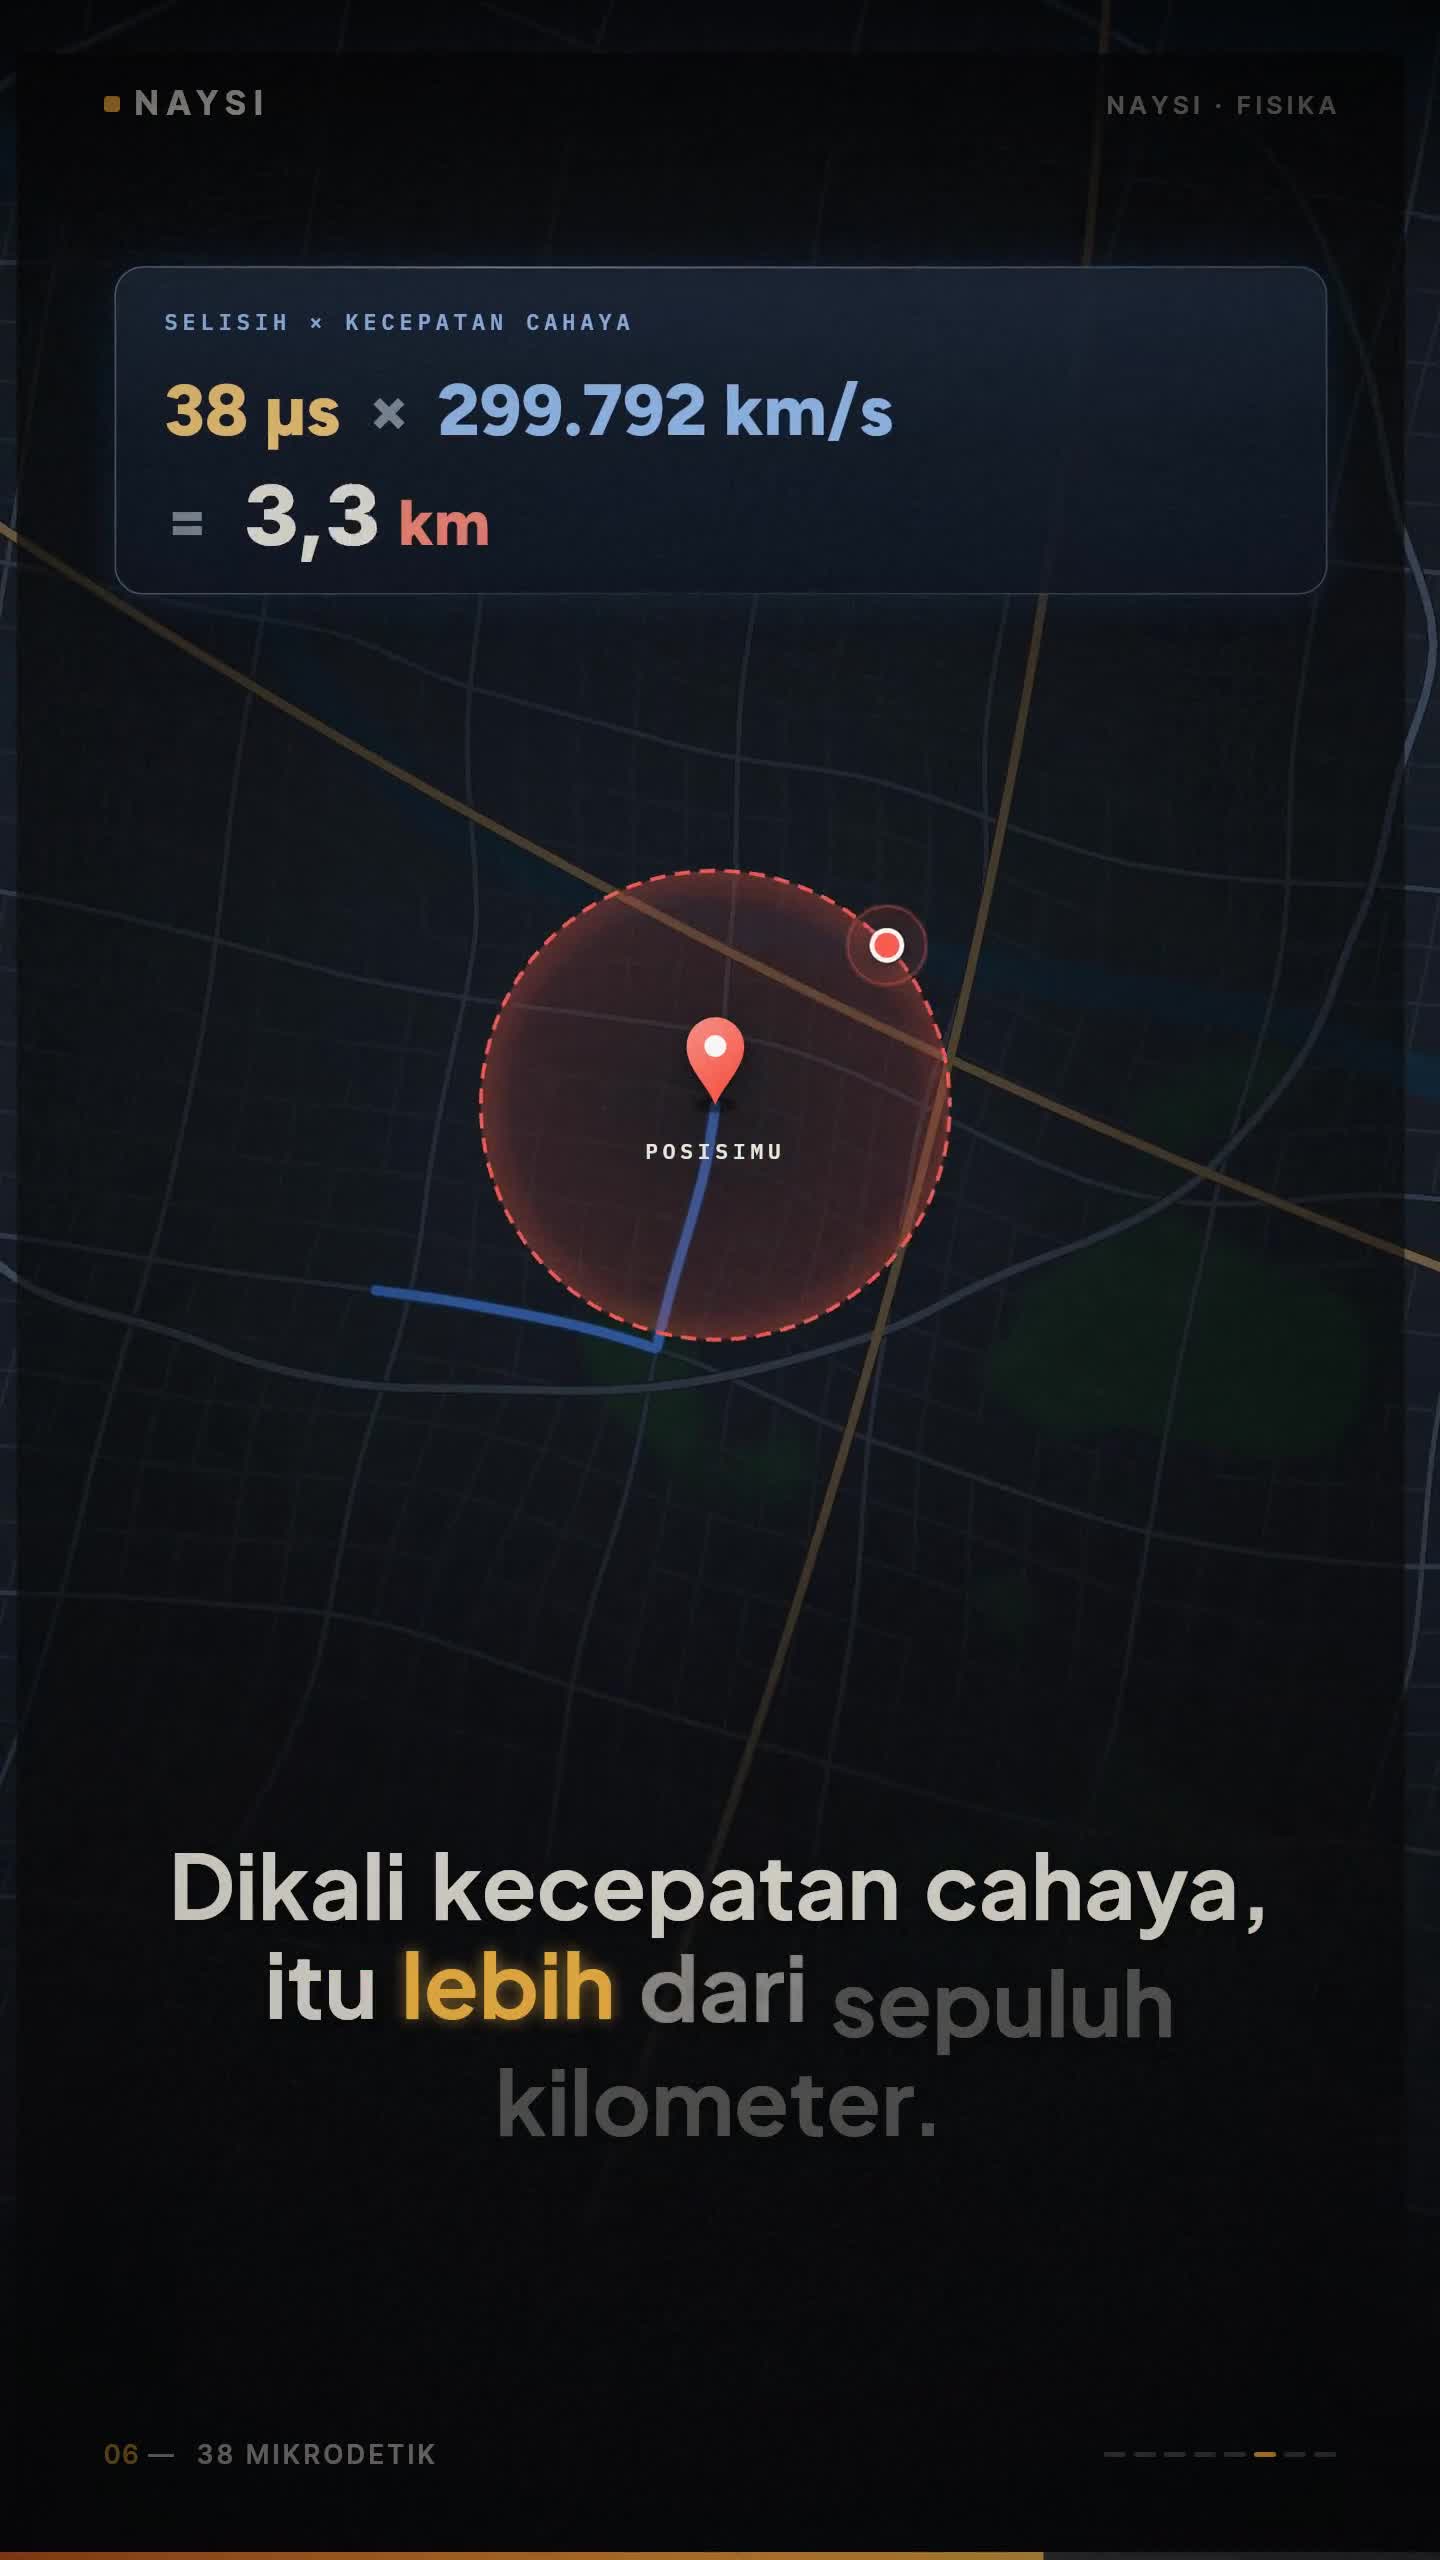 NAYSI
NAYSI · FISIKA
SELISIH × KECEPATAN CAHAYA
38 µs × 299.792 km/s
= 3,3 km
POSISIMU
Dikali kecepatan cahaya,
itu lebih dari sepuluh
kilometer.
06 — 38 MIKRODETIK